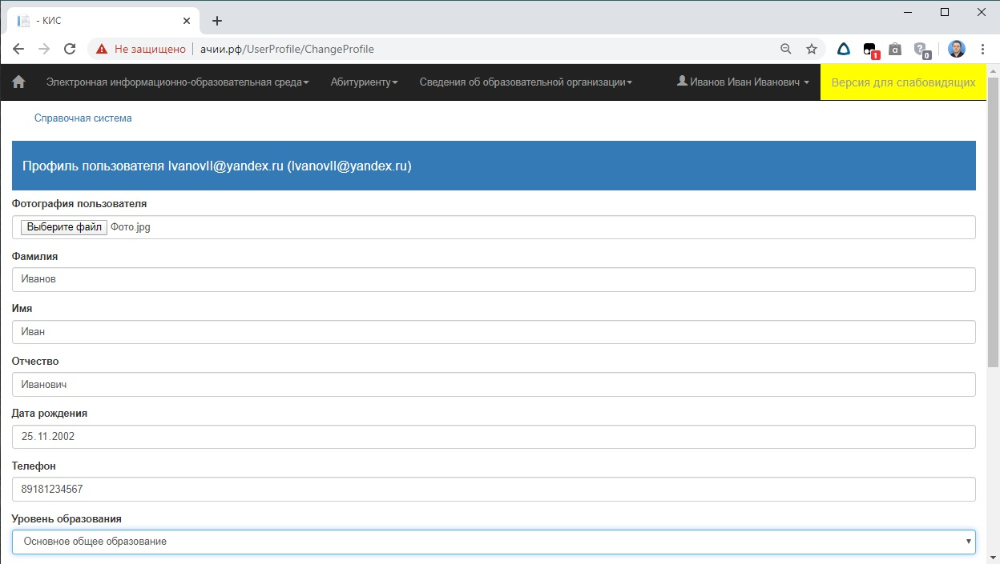 - КИС
Не защищено ачии.рф/UserProfile/ChangeProfile
1
a
0
Электронная информационно-образовательная среда Абитуриенту Сведения об образовательной организации Иванов Иван Иванович Версия для слабовидящих
Справочная система
Профиль пользователя IvanovII@yandex.ru (IvanovII@yandex.ru)
Фотография пользователя
Выберите файл Фото.jpg
Фамилия
Иванов
Имя
Иван
Отчество
Иванович
Дата рождения
25.11.2002
Телефон
89181234567
Уровень образования
Основное общее образование